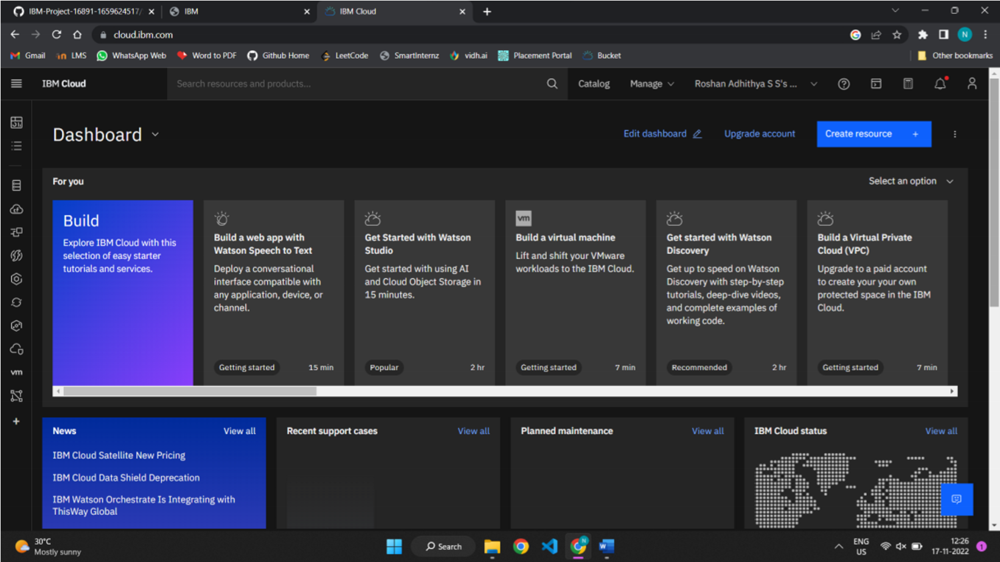 IBM-Project-16891-1659624517/
IBM
IBM Cloud
cloud.ibm.com
N
Gmail
LMS
WhatsApp Web
Word to PDF
Github Home
LeetCode
SmartInternz
vidh.ai
Placement Portal
Bucket
Other bookmarks
IBM Cloud
Search resources and products...
Catalog
Manage
Roshan Adhithya S S's ...
Dashboard
Edit dashboard
Upgrade account
Create resource +
For you
Select an option
Build
Explore IBM Cloud with this
selection of easy starter
tutorials and services.
Build a web app with
Watson Speech to Text
Deploy a conversational
interface compatible with
any application, device, or
channel.
Getting started
15 min
Get Started with Watson
Studio
Get started with using AI
and Cloud Object Storage in
15 minutes.
Popular
2 hr
vm
Build a virtual machine
Lift and shift your VMware
workloads to the IBM Cloud.
Getting started
7 min
Get started with Watson
Discovery
Get up to speed on Watson
Discovery with step-by-step
tutorials, deep-dive videos,
and complete examples of
working code.
Recommended
2 hr
Build a Virtual Private
Cloud (VPC)
Upgrade to a paid account
to create your your own
protected space in the IBM
Cloud.
Getting started
7 min
vm
News
View all
IBM Cloud Satellite New Pricing
IBM Cloud Data Shield Deprecation
IBM Watson Orchestrate Is Integrating with
ThisWay Global
Recent support cases
View all
Planned maintenance
View all
IBM Cloud status
View all
30°C
Mostly sunny
Search
N
W
ENG
US
12:26
17-11-2022
1